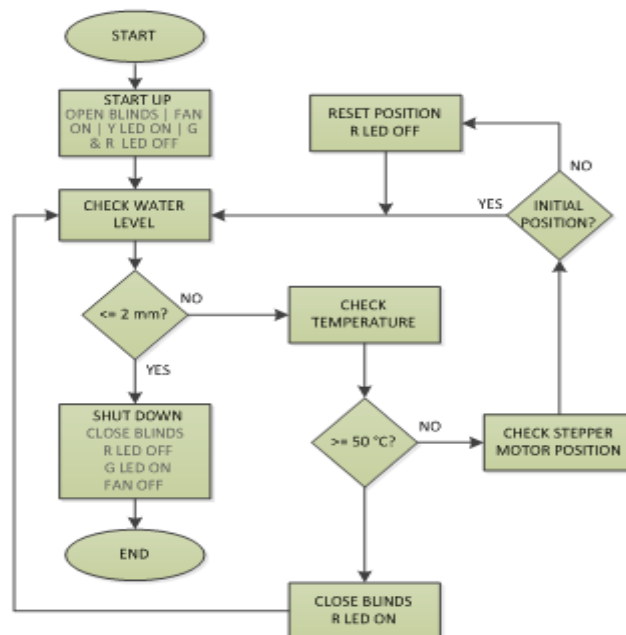 START
START UP
OPEN BLINDS | FAN
ON | Y LED ON | G
& R LED OFF
RESET POSITION
R LED OFF
NO
CHECK WATER
LEVEL
YES
INITIAL
POSITION?
<= 2 mm?
NO
CHECK
TEMPERATURE
YES
SHUT DOWN
CLOSE BLINDS
R LED OFF
G LED ON
FAN OFF
>= 50 °C?
NO
CHECK STEPPER
MOTOR POSITION
END
CLOSE BLINDS
R LED ON